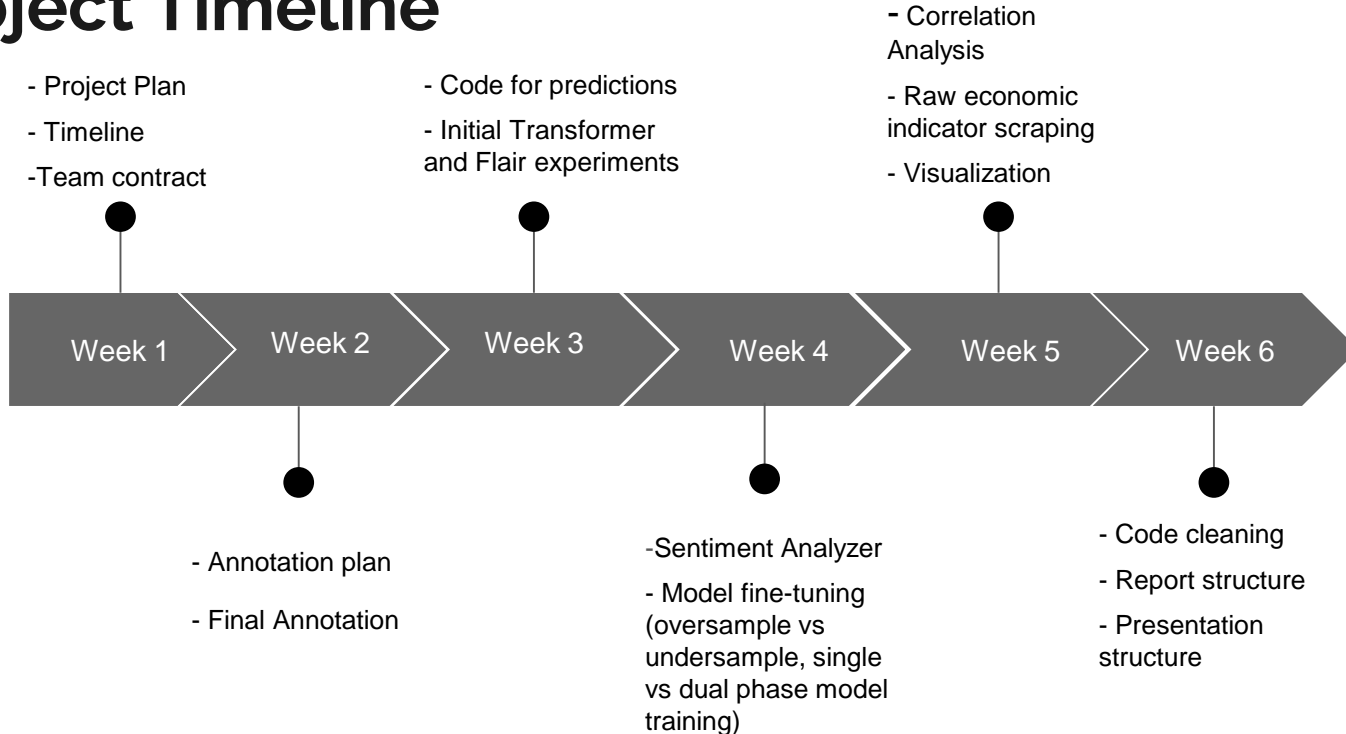 ject Timeline
- Project Plan
- Timeline
-Team contract
- Code for predictions
- Initial Transformer
and Flair experiments
- Correlation
Analysis
- Raw economic
indicator scraping
- Visualization
Week 1
Week 2
Week 3
Week 4
Week 5
Week 6
- Annotation plan
- Final Annotation
-Sentiment Analyzer
- Model fine-tuning
(oversample vs
undersample, single
vs dual phase model
training)
- Code cleaning
- Report structure
- Presentation
structure